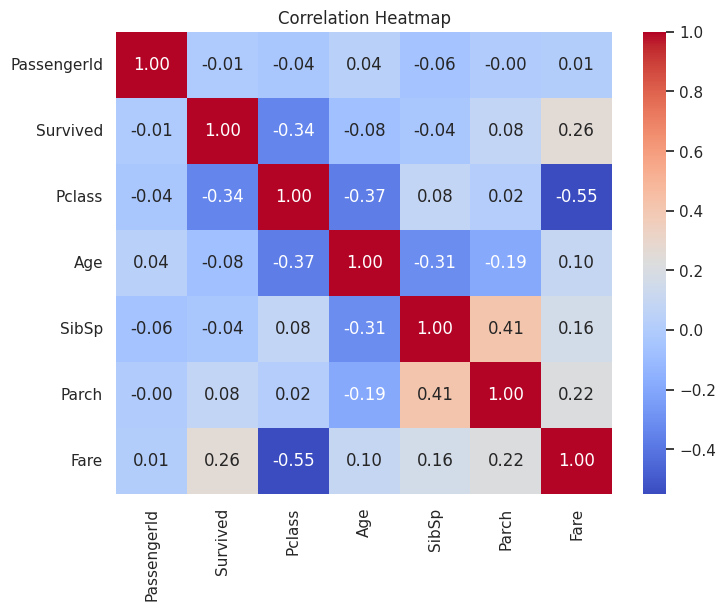 Correlation Heatmap
PassengerId 1.00 -0.01 -0.04 0.04 -0.06 -0.00 0.01
Survived -0.01 1.00 -0.34 -0.08 -0.04 0.08 0.26
Pclass -0.04 -0.34 1.00 -0.37 0.08 0.02 -0.55
Age 0.04 -0.08 -0.37 1.00 -0.31 -0.19 0.10
SibSp -0.06 -0.04 0.08 -0.31 1.00 0.41 0.16
Parch -0.00 0.08 0.02 -0.19 0.41 1.00 0.22
Fare 0.01 0.26 -0.55 0.10 0.16 0.22 1.00
PassengerId Survived Pclass Age SibSp Parch Fare
1.0
0.8
0.6
0.4
0.2
0.0
−0.2
−0.4